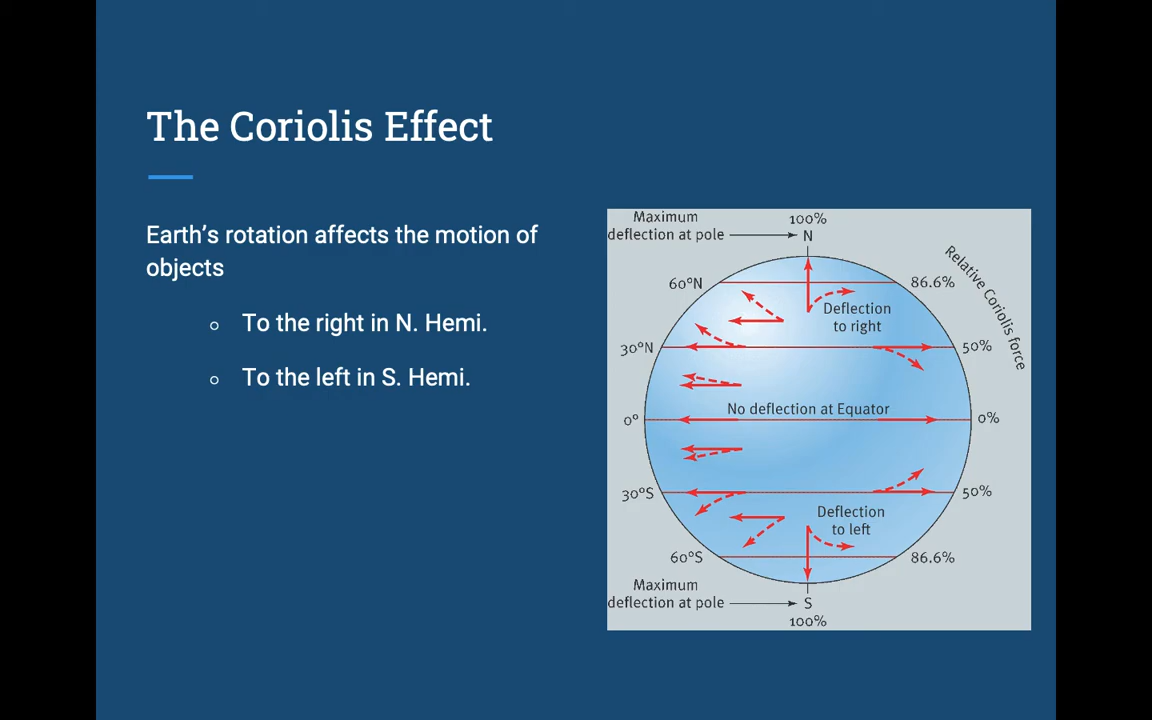 The Coriolis Effect
Earth's rotation affects the motion of
objects
To the right in N. Hemi.
To the left in S. Hemi.
Maximum
deflection at pole
100%
N
60°N
86.6%
Relative Coriolis force
Deflection
to right
30°N
50%
No deflection at Equator
0°
0%
30°S
50%
Deflection
to left
60°S
86.6%
Maximum
deflection at pole
S
100%